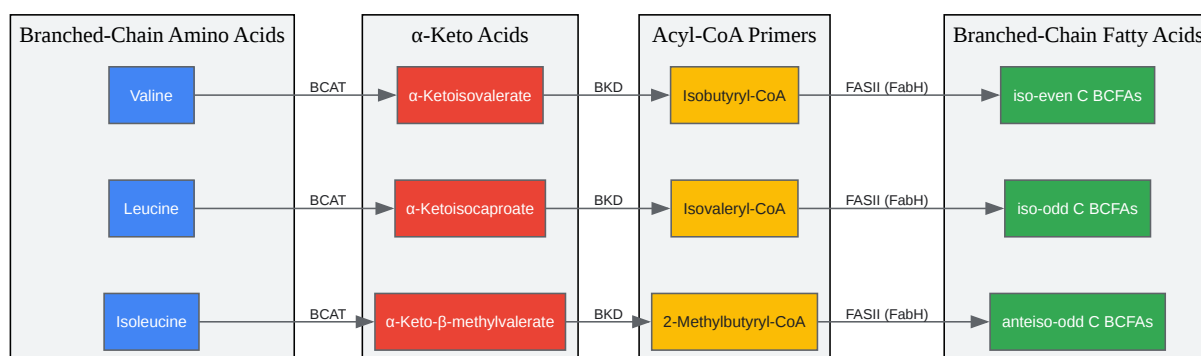 Branched-Chain Amino Acids
α-Keto Acids
Acyl-CoA Primers
Branched-Chain Fatty Acids
Valine
BCAT
α-Ketoisovalerate
BKD
Isobutyryl-CoA
FASII (FabH)
iso-even C BCFAs
Leucine
BCAT
α-Ketoisocaproate
BKD
Isovaleryl-CoA
FASII (FabH)
iso-odd C BCFAs
Isoleucine
BCAT
α-Keto-β-methylvalerate
BKD
2-Methylbutyryl-CoA
FASII (FabH)
anteiso-odd C BCFAs